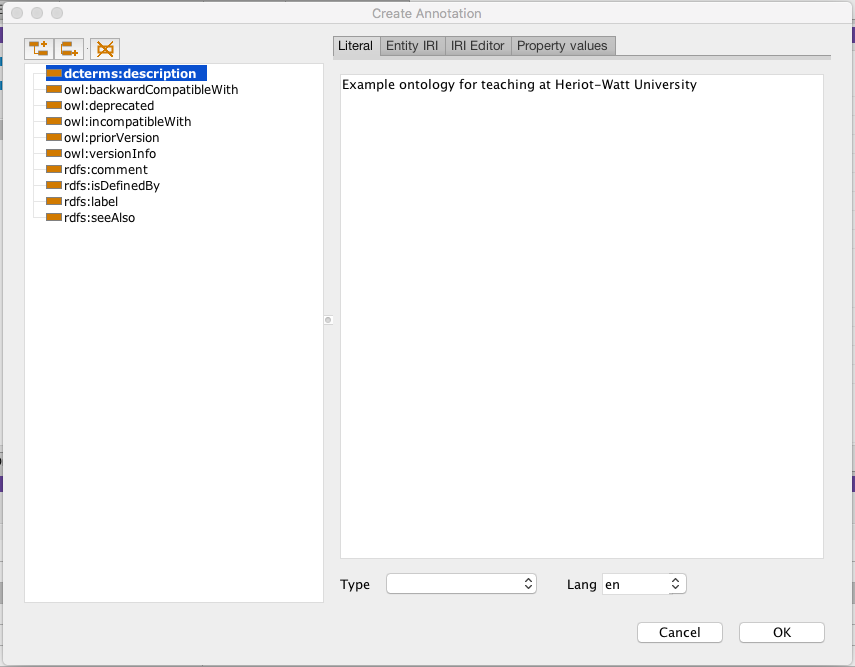 Create Annotation
Literal
Entity IRI
IRI Editor
Property values
dcterms:description
owl:backwardCompatibleWith
owl:deprecated
owl:incompatibleWith
owl:priorVersion
owl:versionInfo
rdfs:comment
rdfs:isDefinedBy
rdfs:label
rdfs:seeAlso
Example ontology for teaching at Heriot-Watt University
Type
Lang en
Cancel
OK